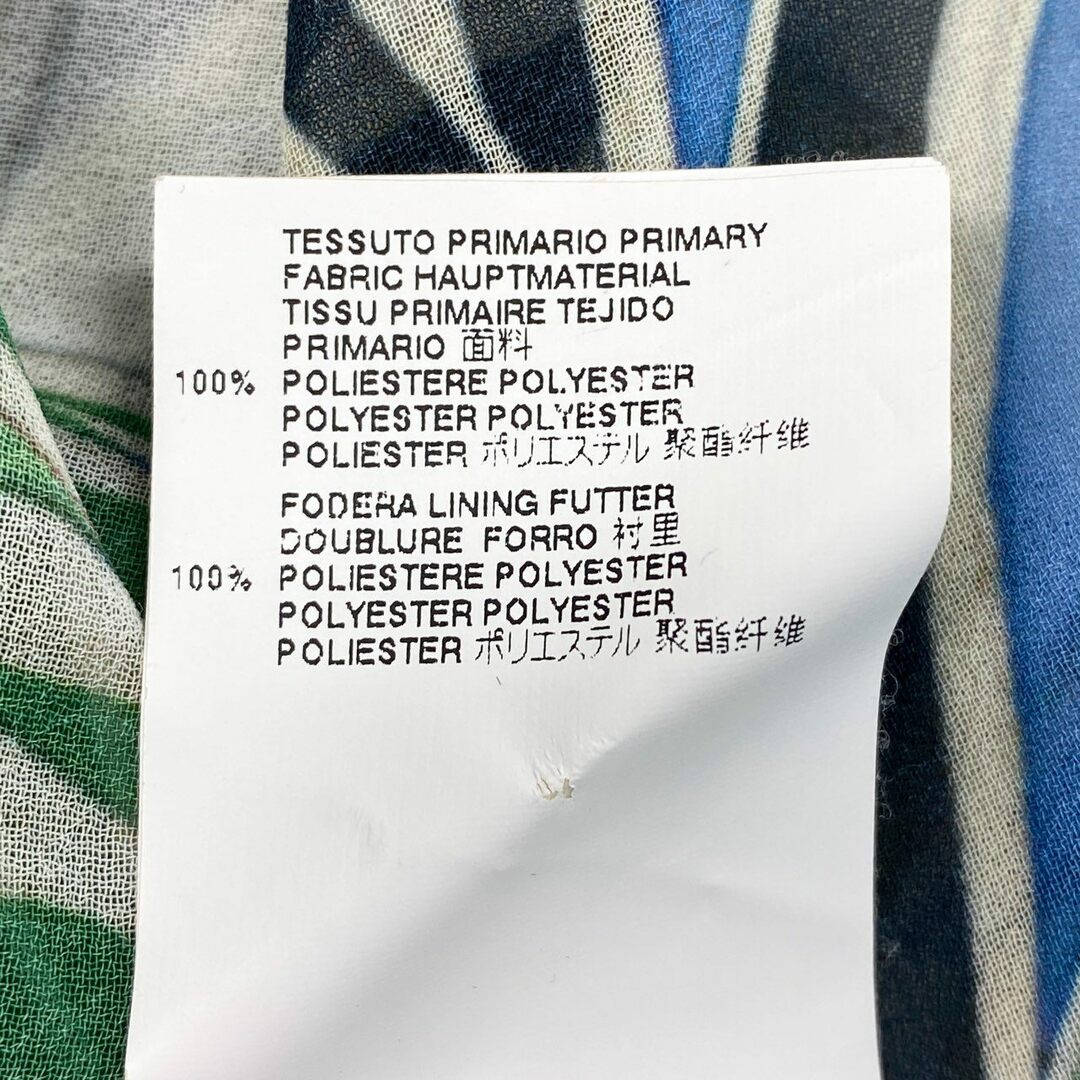 TESSUTO PRIMARIO PRIMARY
FABRIC HAUPTMATERIAL
TISSU PRIMAIRE TEJIDO
PRIMARIO 面料
100% POLIESTERE POLYESTER
POLYESTER POLYESTER
POLIESTER ポリエステル 聚酯纤维
FODERA LINING FUTTER
DOUBLURE FORRO 衬里
100% POLIESTERE POLYESTER
POLYESTER POLYESTER
POLIESTER ポリエステル 聚酯纤维